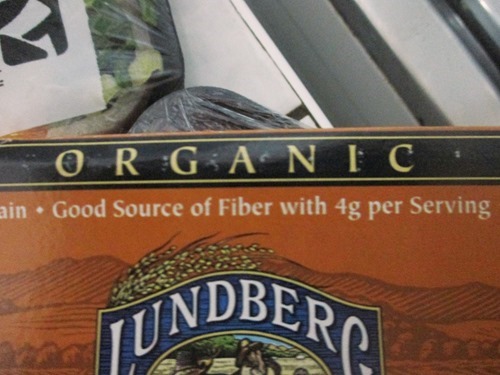 ORGANIC
ain • Good Source of Fiber with 4g per Serving
LUNDBERG